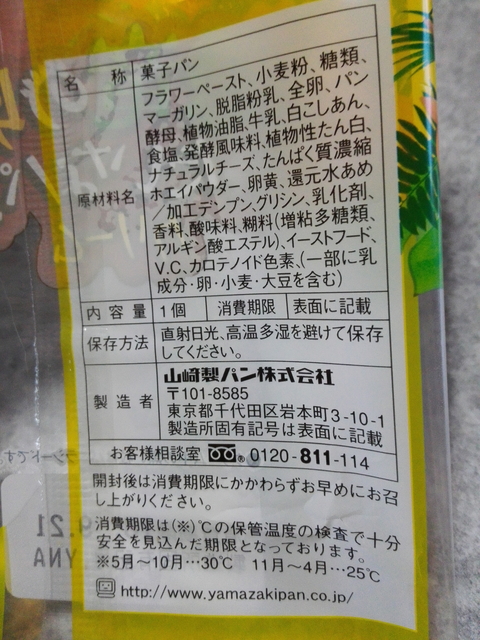 名称 菓子パン
原材料名 フラワーペースト、小麦粉、糖類、
マーガリン、脱脂粉乳、全卵、パン
酵母、植物油脂、牛乳、白こしあん、
食塩、発酵風味料、植物性たん白、
ナチュラルチーズ、たんぱく質濃縮
ホエイパウダー、卵黄、還元水あめ
/加工デンプン、グリシン、乳化剤、
香料、酸味料、糊料(増粘多糖類、
アルギン酸エステル)、イーストフード、
V.C、カロテノイド色素、(一部に乳
成分・卵・小麦・大豆を含む)
内容量 1個 消費期限 表面に記載
保存方法 直射日光、高温多湿を避けて保存
してください。
製造者 山崎製パン株式会社
〒101-8585
東京都千代田区岩本町3-10-1
製造所固有記号は表面に記載
お客様相談室 ® 0120-811-114
開封後は消費期限にかかわらずお早めにお召
し上がりください。
消費期限は(※)℃の保管温度の検査で十分
安全を見込んだ期限となっております。
※5月~10月…30℃ 11月~4月…25℃
http://www.yamazakipan.co.jp/